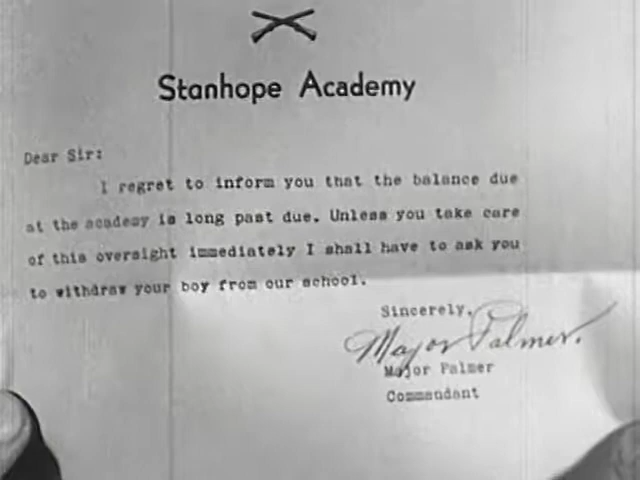 Stanhope Academy
Dear Sir:
I regret to inform you that the balance due
at the academy is long past due. Unless you take care
of this oversight immediately I shall have to ask you
to withdraw your boy from our school.
Sincerely,
Major Palmer.
Major Palmer
Commandant